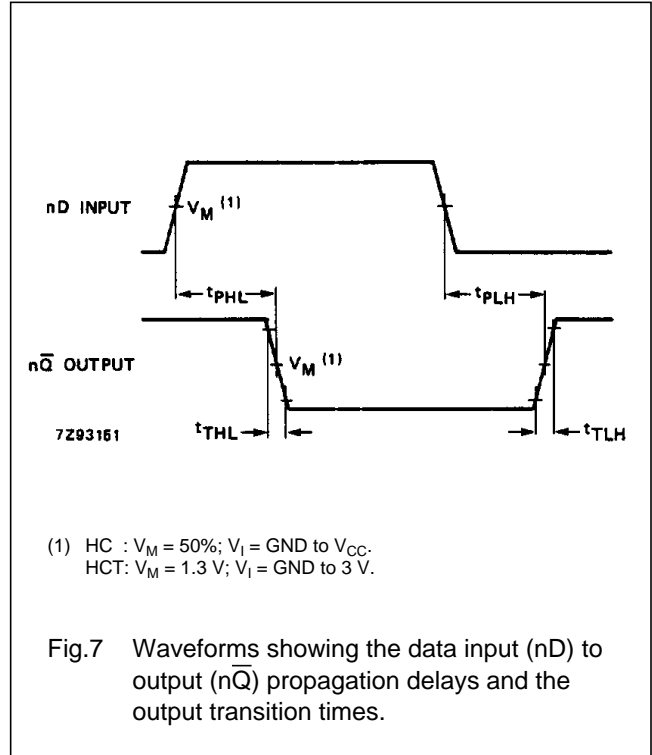 nD INPUT
V_M (1)
t_PHL
t_PLH
nQ̅ OUTPUT
V_M (1)
7Z93151
t_THL
t_TLH
(1) HC : V_M = 50%; V_I = GND to V_CC.
HCT: V_M = 1.3 V; V_I = GND to 3 V.
Fig.7 Waveforms showing the data input (nD) to
output (nQ̅) propagation delays and the
output transition times.